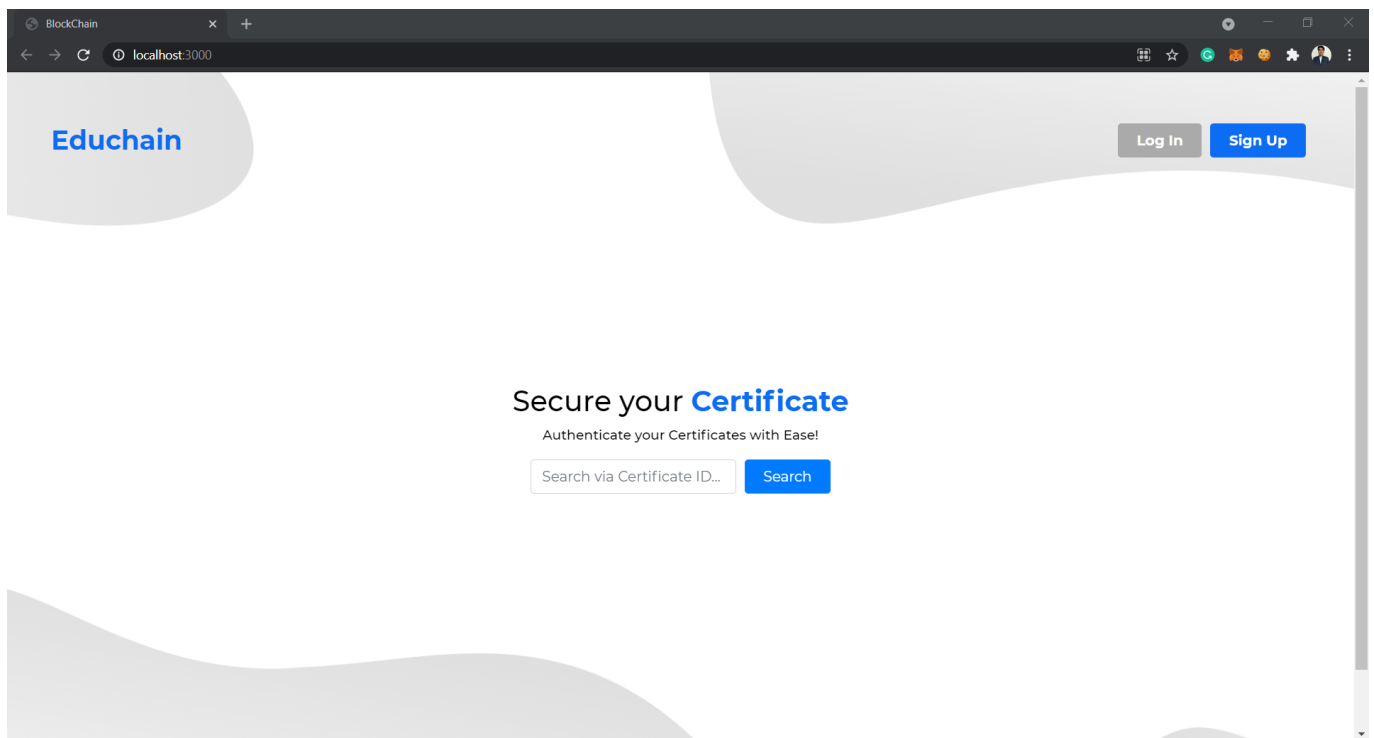 BlockChain
localhost:3000
Educhain
Log In
Sign Up
Secure your Certificate
Authenticate your Certificates with Ease!
Search via Certificate ID...
Search